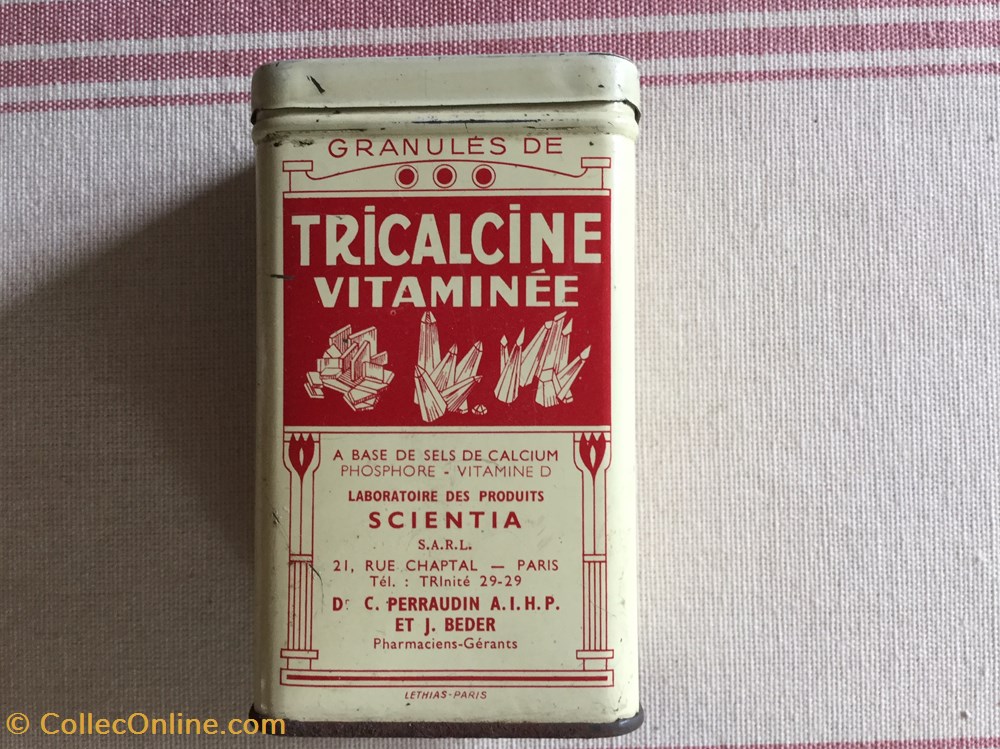 GRANULÉS DE
TRICALCINE
VITAMINÉE
A BASE DE SELS DE CALCIUM
PHOSPHORE - VITAMINE D
LABORATOIRE DES PRODUITS
SCIENTIA
S.A.R.L.
21, RUE CHAPTAL — PARIS
Tél. : TRInité 29-29
Dr C. PERRAUDIN A.I.H.P.
ET J. BEDER
Pharmaciens-Gérants
LETHIAS-PARIS
© CollecOnline.com